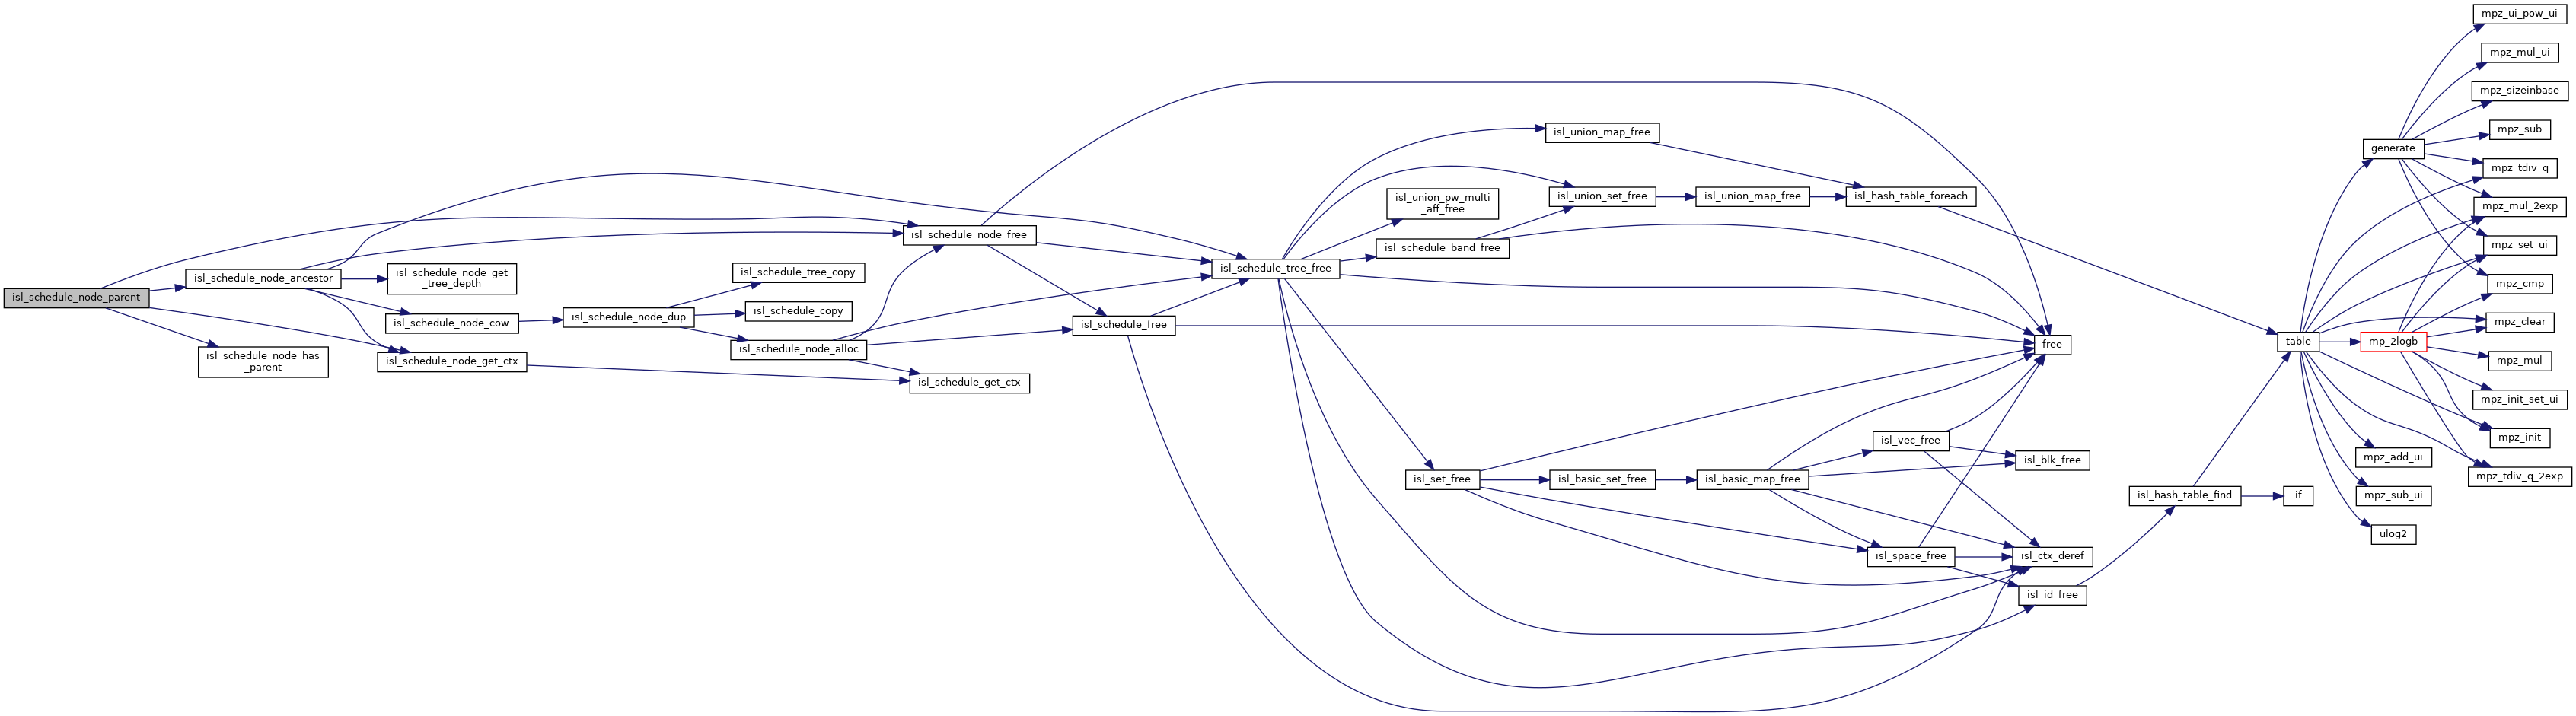 isl_schedule_node_parent
isl_schedule_node_ancestor
isl_schedule_node_has
_parent
isl_schedule_node_get
_tree_depth
isl_schedule_node_cow
isl_schedule_node_get_ctx
isl_schedule_node_dup
isl_schedule_tree_copy
isl_schedule_copy
isl_schedule_node_alloc
isl_schedule_node_free
isl_schedule_get_ctx
isl_schedule_free
isl_schedule_tree_free
isl_union_pw_multi
_aff_free
isl_schedule_band_free
isl_set_free
isl_union_map_free
isl_union_set_free
isl_basic_set_free
isl_union_map_free
isl_basic_map_free
isl_hash_table_foreach
isl_vec_free
isl_space_free
free
isl_blk_free
isl_ctx_deref
isl_id_free
isl_hash_table_find
table
if
generate
mp_2logb
mpz_add_ui
mpz_sub_ui
ulog2
mpz_ui_pow_ui
mpz_mul_ui
mpz_sizeinbase
mpz_sub
mpz_tdiv_q
mpz_mul_2exp
mpz_set_ui
mpz_cmp
mpz_clear
mpz_mul
mpz_init_set_ui
mpz_init
mpz_tdiv_q_2exp